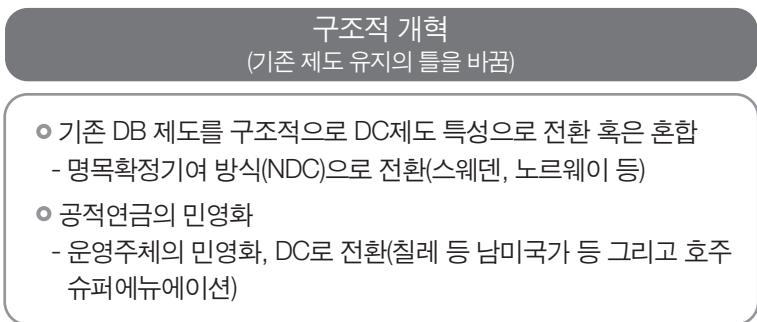 구조적 개혁
(기존 제도 유지의 틀을 바꿈)
기존 DB 제도를 구조적으로 DC제도 특성으로 전환 혹은 혼합
- 명목확정기여 방식(NDC)으로 전환(스웨덴, 노르웨이 등)
공적연금의 민영화
- 운영주체의 민영화, DC로 전환(칠레 등 남미국가 등 그리고 호주
슈퍼에뉴에이션)